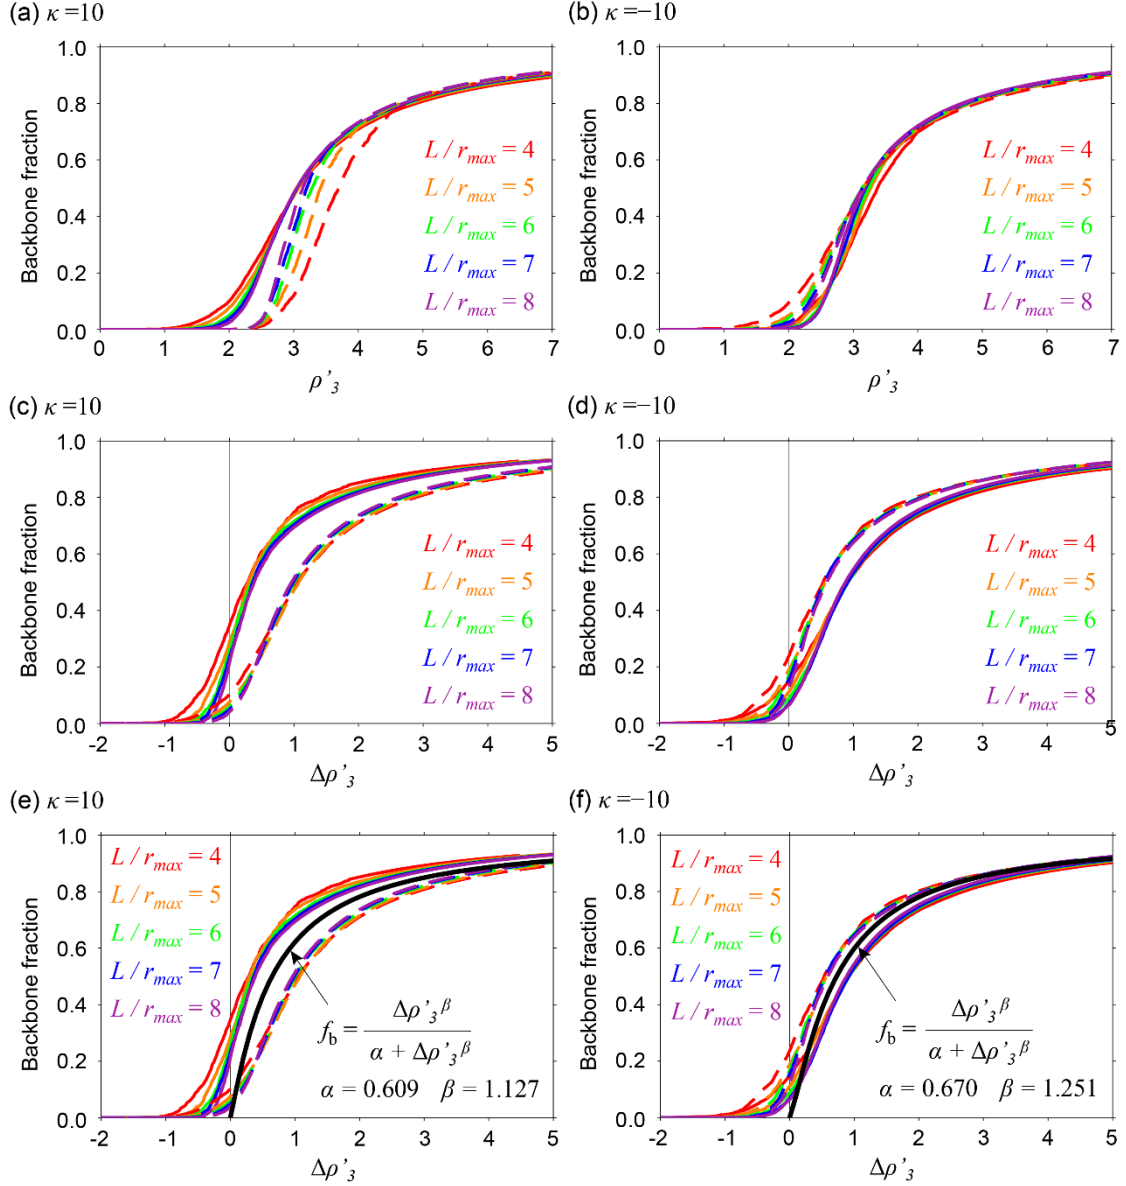 (a) κ =10
(b) κ =−10
1.0
0.8
0.6
0.4
0.2
0.0
Backbone fraction
L / rmax = 4
L / rmax = 5
L / rmax = 6
L / rmax = 7
L / rmax = 8
0 1 2 3 4 5 6 7
ρ’3
1.0
0.8
0.6
0.4
0.2
0.0
Backbone fraction
L / rmax = 4
L / rmax = 5
L / rmax = 6
L / rmax = 7
L / rmax = 8
0 1 2 3 4 5 6 7
ρ’3
(c) κ =10
(d) κ =−10
1.0
0.8
0.6
0.4
0.2
0.0
Backbone fraction
L / rmax = 4
L / rmax = 5
L / rmax = 6
L / rmax = 7
L / rmax = 8
-2 -1 0 1 2 3 4 5
Δρ’3
1.0
0.8
0.6
0.4
0.2
0.0
Backbone fraction
L / rmax = 4
L / rmax = 5
L / rmax = 6
L / rmax = 7
L / rmax = 8
-2 -1 0 1 2 3 4 5
Δρ’3
(e) κ =10
(f) κ =−10
1.0
0.8
0.6
0.4
0.2
0.0
Backbone fraction
L / rmax = 4
L / rmax = 5
L / rmax = 6
L / rmax = 7
L / rmax = 8
fb = Δρ’3^β / (α + Δρ’3^β)
α = 0.609 β = 1.127
-2 -1 0 1 2 3 4 5
Δρ’3
1.0
0.8
0.6
0.4
0.2
0.0
Backbone fraction
L / rmax = 4
L / rmax = 5
L / rmax = 6
L / rmax = 7
L / rmax = 8
fb = Δρ’3^β / (α + Δρ’3^β)
α = 0.670 β = 1.251
-2 -1 0 1 2 3 4 5
Δρ’3